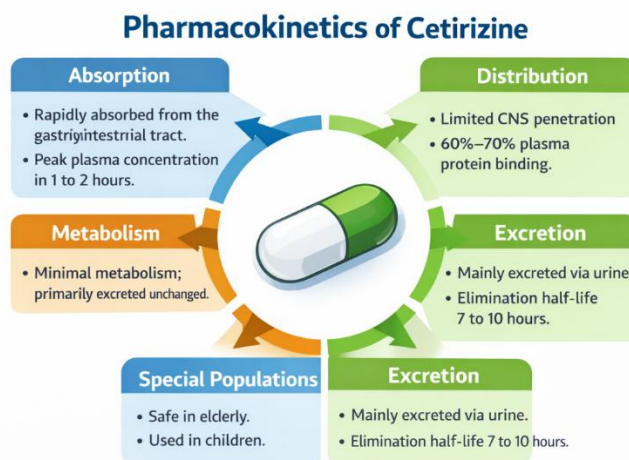 Pharmacokinetics of Cetirizine
Absorption
• Rapidly absorbed from the
gastriyintestrial tract.
• Peak plasma concentration
in 1 to 2 hours.
Distribution
• Limited CNS penetration
• 60%–70% plasma
protein binding.
Metabolism
• Minimal metabolism;
primarily excreted unchanged.
Excretion
• Mainly excreted via urine.
• Elimination half-life
7 to 10 hours.
Special Populations
• Safe in elclerly.
• Used in children.
Excretion
• Mainly excreted via urine.
• Elimination half-life 7 to 10 hours.